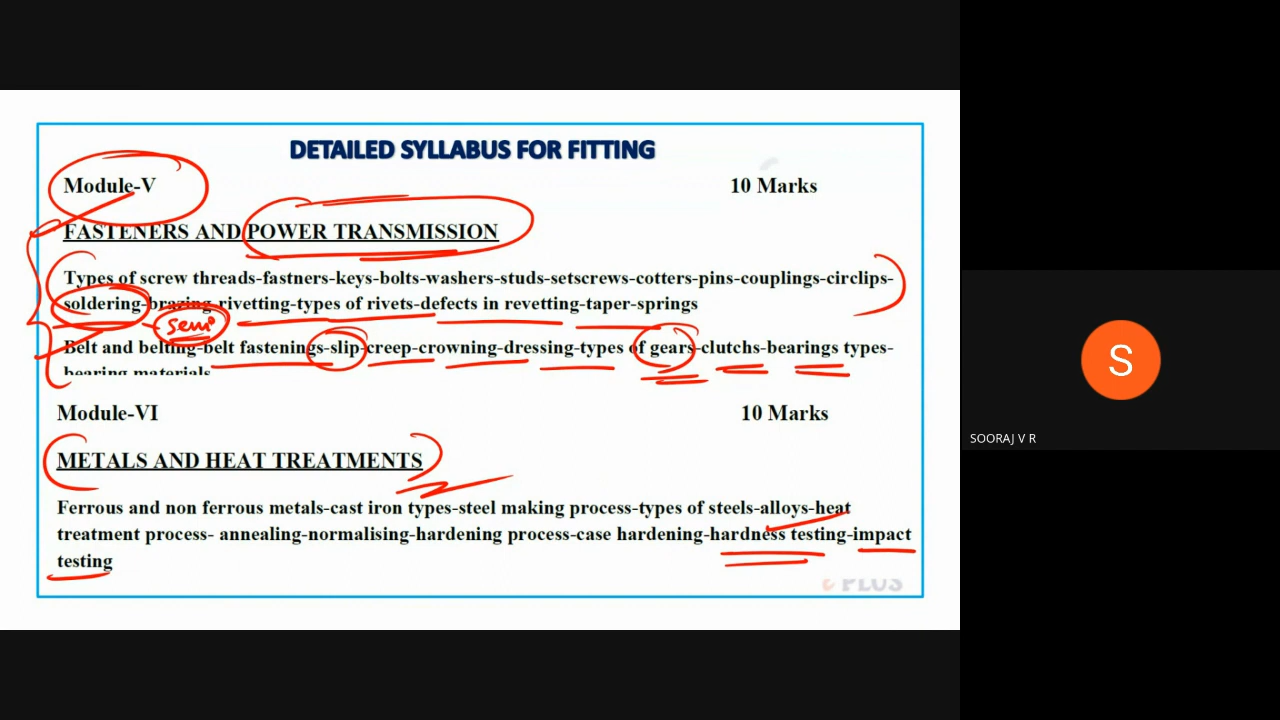 DETAILED SYLLABUS FOR FITTING
Module-V 10 Marks
FASTENERS AND POWER TRANSMISSION
Types of screw threads-fastners-keys-bolts-washers-studs-setscrews-cotters-pins-couplings-circlips-
soldering-brazing-rivetting-types of rivets-defects in revetting-taper-springs
semi
Belt and belting-belt fastenings-slip-creep-crowning-dressing-types of gears-clutchs-bearings types-
bearing materials
Module-VI 10 Marks
METALS AND HEAT TREATMENTS
Ferrous and non ferrous metals-cast iron types-steel making process-types of steels-alloys-heat
treatment process- annealing-normalising-hardening process-case hardening-hardness testing-impact
testing
PLUS
S
SOORAJ V R